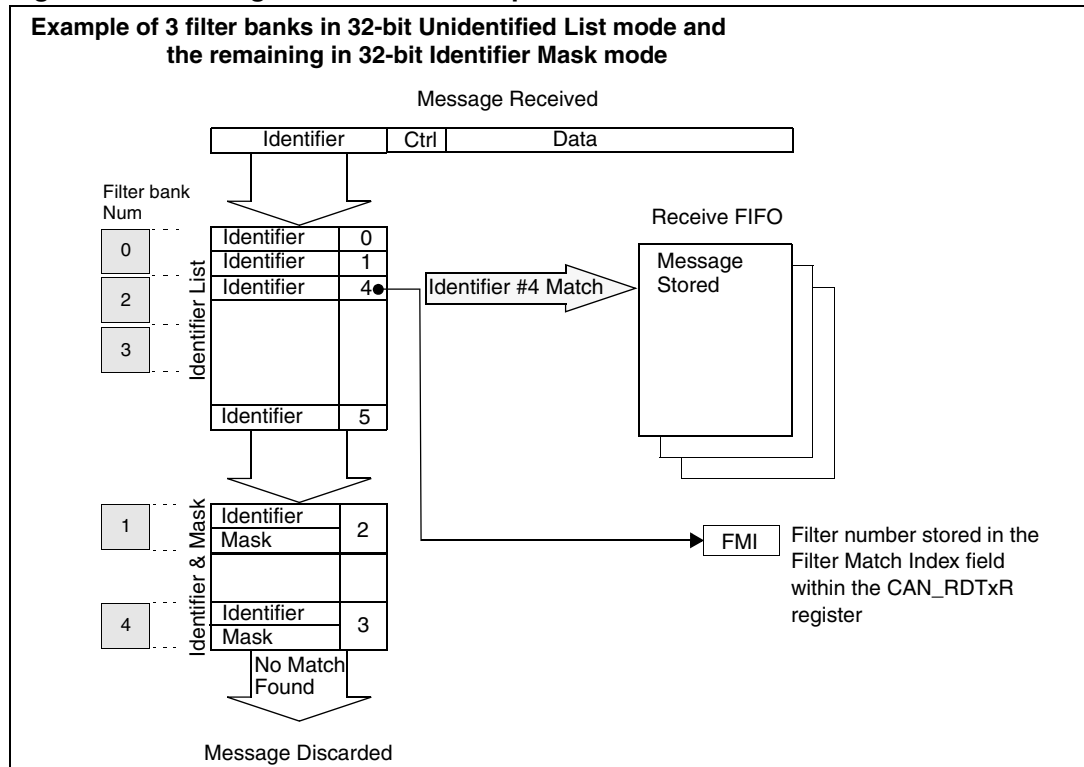 Example of 3 filter banks in 32-bit Unidentified List mode and
the remaining in 32-bit Identifier Mask mode
Message Received
Identifier Ctrl Data
Filter bank
Num
Receive FIFO
0
2
3
Identifier List
Identifier 0
Identifier 1
Identifier 4
Identifier 5
Identifier #4 Match
Message
Stored
1
4
Identifier & Mask
Identifier
Mask
2
Identifier
Mask
3
FMI
Filter number stored in the
Filter Match Index field
within the CAN_RDTxR
register
No Match
Found
Message Discarded